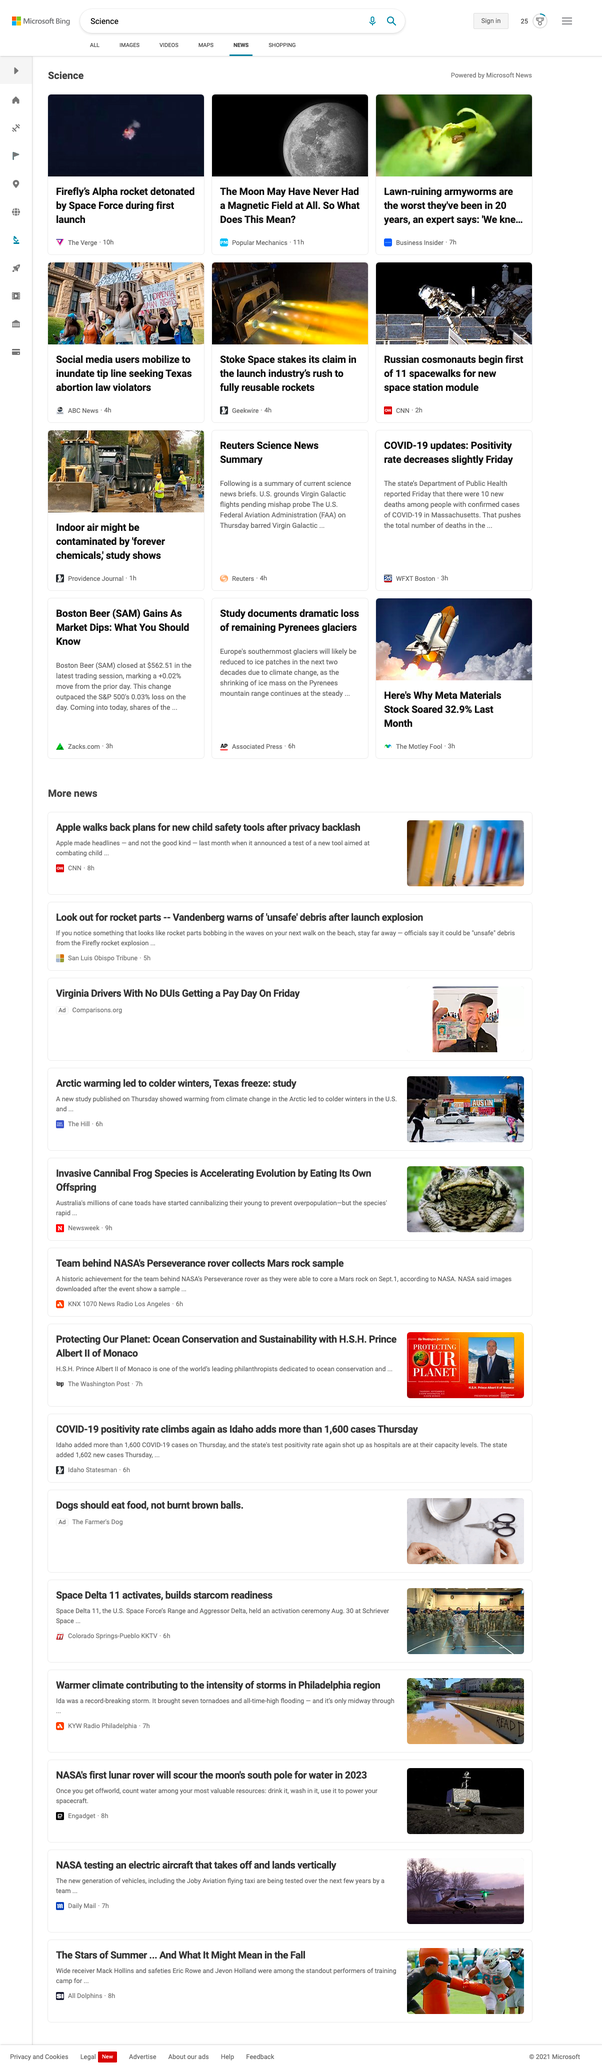 Microsoft Bing
Science
Sign in
25
ALL
IMAGES
VIDEOS
MAPS
NEWS
SHOPPING
Science
Powered by Microsoft News
Firefly's Alpha rocket detonated
by Space Force during first
launch
The Verge · 10h
The Moon May Have Never Had
a Magnetic Field at All. So What
Does This Mean?
Popular Mechanics · 11h
Lawn-ruining armyworms are
the worst they've been in 20
years, an expert says: 'We kne...
Business Insider · 7h
Social media users mobilize to
inundate tip line seeking Texas
abortion law violators
ABC News · 4h
Stoke Space stakes its claim in
the launch industry's rush to
fully reusable rockets
Geekwire · 4h
Russian cosmonauts begin first
of 11 spacewalks for new
space station module
CNN · 2h
Indoor air might be
contaminated by 'forever
chemicals,' study shows
Providence Journal · 1h
Reuters Science News
Summary
Following is a summary of current science
news briefs. U.S. grounds Virgin Galactic
flights pending mishap probe The U.S.
Federal Aviation Administration (FAA) on
Thursday barred Virgin Galactic ...
Reuters · 4h
COVID-19 updates: Positivity
rate decreases slightly Friday
The state's Department of Public Health
reported Friday that there were 10 new
deaths among people with confirmed cases
of COVID-19 in Massachusetts. That pushes
the total number of deaths in the ...
WFXT Boston · 3h
Boston Beer (SAM) Gains As
Market Dips: What You Should
Know
Boston Beer (SAM) closed at $562.51 in the
latest trading session, marking a +0.02%
move from the prior day. This change
outpaced the S&P 500's 0.03% loss on the
day. Coming into today, shares of the ...
Zacks.com · 3h
Study documents dramatic loss
of remaining Pyrenees glaciers
Europe's southernmost glaciers will likely be
reduced to ice patches in the next two
decades due to climate change, as the
shrinking of ice mass on the Pyrenees
mountain range continues at the steady ...
AP Associated Press · 6h
Here's Why Meta Materials
Stock Soared 32.9% Last
Month
The Motley Fool · 3h
More news
Apple walks back plans for new child safety tools after privacy backlash
Apple made headlines — and not the good kind — last month when it announced a test of a new tool aimed at
combating child ...
CNN · 8h
Look out for rocket parts -- Vandenberg warns of 'unsafe' debris after launch explosion
If you notice something that looks like rocket parts bobbing in the waves on your next walk on the beach, stay far away — officials say it could be "unsafe" debris
from the Firefly rocket explosion ...
San Luis Obispo Tribune · 5h
Virginia Drivers With No DUIs Getting a Pay Day On Friday
Ad Comparisons.org
Arctic warming led to colder winters, Texas freeze: study
A new study published on Thursday showed warming from climate change in the Arctic led to colder winters in the U.S.
and ...
The Hill · 6h
AUSTIN
Invasive Cannibal Frog Species is Accelerating Evolution by Eating Its Own
Offspring
Australia's millions of cane toads have started cannibalizing their young to prevent overpopulation—but the species'
rapid ...
Newsweek · 9h
Team behind NASA's Perseverance rover collects Mars rock sample
A historic achievement for the team behind NASA's Perseverance rover as they were able to core a Mars rock on Sept.1, according to NASA. NASA said images
downloaded after the event show a sample ...
KNX 1070 News Radio Los Angeles · 6h
Protecting Our Planet: Ocean Conservation and Sustainability with H.S.H. Prince
Albert II of Monaco
H.S.H. Prince Albert II of Monaco is one of the world's leading philanthropists dedicated to ocean conservation and ...
The Washington Post · 7h
PROTECTING
OUR
PLANET
COVID-19 positivity rate climbs again as Idaho adds more than 1,600 cases Thursday
Idaho added more than 1,600 COVID-19 cases on Thursday, and the state's test positivity rate again shot up as hospitals are at their capacity levels. The state
added 1,602 new cases Thursday, ...
Idaho Statesman · 6h
Dogs should eat food, not burnt brown balls.
Ad The Farmer's Dog
Space Delta 11 activates, builds starcom readiness
Space Delta 11, the U.S. Space Force's Range and Aggressor Delta, held an activation ceremony Aug. 30 at Schriever
Space ...
Colorado Springs-Pueblo KKTV · 6h
Warmer climate contributing to the intensity of storms in Philadelphia region
Ida was a record-breaking storm. It brought seven tornadoes and all-time-high flooding — and it's only midway through
...
KYW Radio Philadelphia · 7h
READ
NASA's first lunar rover will scour the moon's south pole for water in 2023
Once you get offworld, count water among your most valuable resources: drink it, wash in it, use it to power your
spacecraft.
Engadget · 8h
NASA testing an electric aircraft that takes off and lands vertically
The new generation of vehicles, including the Joby Aviation flying taxi are being tested over the next few years by a
team ...
Daily Mail · 7h
The Stars of Summer ... And What It Might Mean in the Fall
Wide receiver Mack Hollins and safeties Eric Rowe and Jevon Holland were among the standout performers of training
camp for ...
All Dolphins · 8h
Privacy and Cookies
Legal New
Advertise
About our ads
Help
Feedback
© 2021 Microsoft